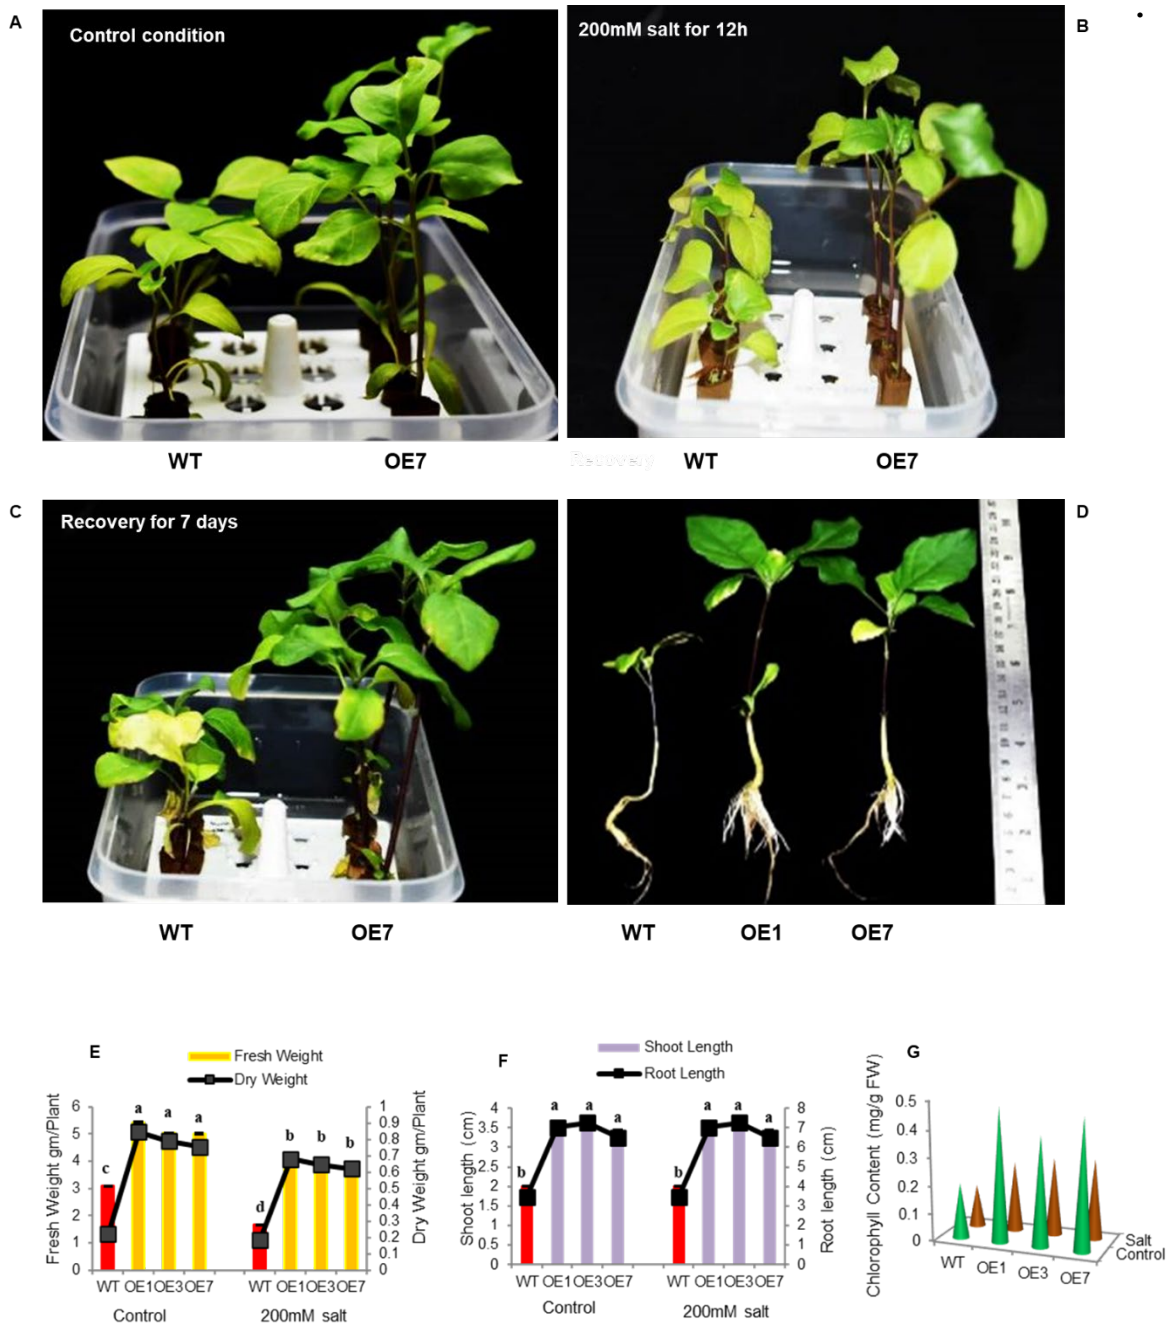 A
Control condition
200mM salt for 12h
B
WT
OE7
Recovery
WT
OE7
C
Recovery for 7 days
D
WT
OE7
WT
OE1
OE7
E
Fresh Weight
Dry Weight
Fresh Weight gm/Plant
6
5
4
3
2
1
0
c
a
a
a
d
b
b
b
1
0.9
0.8
0.7
0.6
0.5
0.4
0.3
0.2
0.1
0
Dry Weight gm/Plant
WT OE1 OE3 OE7
WT OE1 OE3 OE7
Control
200mM salt
F
Shoot Length
Root Length
Shoot length (cm)
4
3.5
3
2.5
2
1.5
1
0.5
0
b
a
a
a
b
a
a
a
8
7
6
5
4
3
2
1
0
Root length (cm)
WT OE1 OE3 OE7
WT OE1 OE3 OE7
Control
200mM salt
G
Chlorophyll Content (mg/g FW)
0.5
0.4
0.3
0.2
0.1
0
WT
OE1
OE3
OE7
Salt
Control